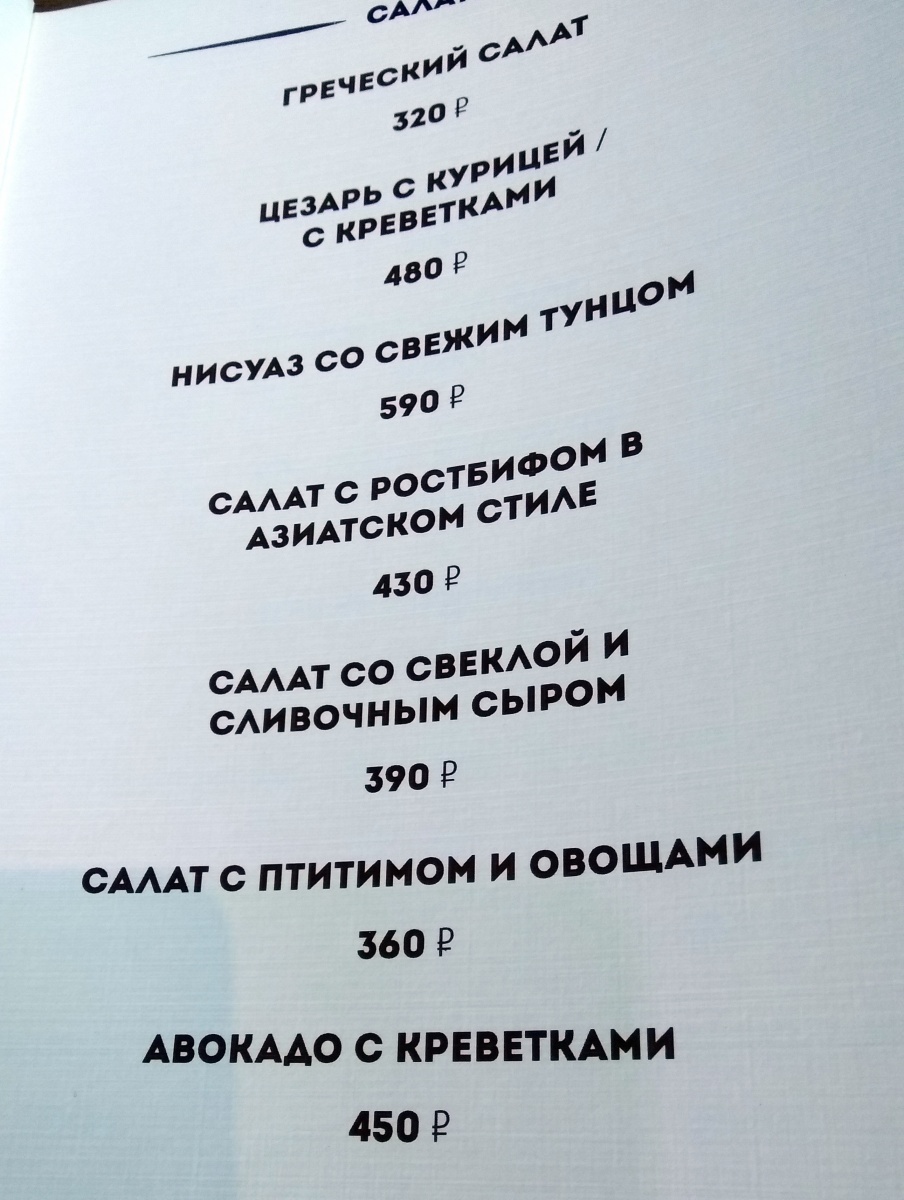 ГРЕЧЕСКИЙ САЛАТ
320 ₽
ЦЕЗАРЬ С КУРИЦЕЙ /
С КРЕВЕТКАМИ
480 ₽
НИСУАЗ СО СВЕЖИМ ТУНЦОМ
590 ₽
САЛАТ С РОСТБИФОМ В
АЗИАТСКОМ СТИЛЕ
430 ₽
САЛАТ СО СВЕКЛОЙ И
СЛИВОЧНЫМ СЫРОМ
390 ₽
САЛАТ С ПТИТИМОМ И ОВОЩАМИ
360 ₽
АВОКАДО С КРЕВЕТКАМИ
450 ₽